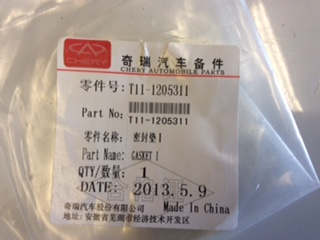 CHERY
奇瑞汽车备件
CHERY AUTOMOBILE PARTS
零件号: T11-1205311
Part No: T11-1205311
零件名称: 密封垫I
Part Name: GASKET I
QTY/数量: 1
DATE: 2013.5.9
合格
奇瑞汽车股份有限公司 Made In China
地址: 安徽省芜湖市经济技术开发区